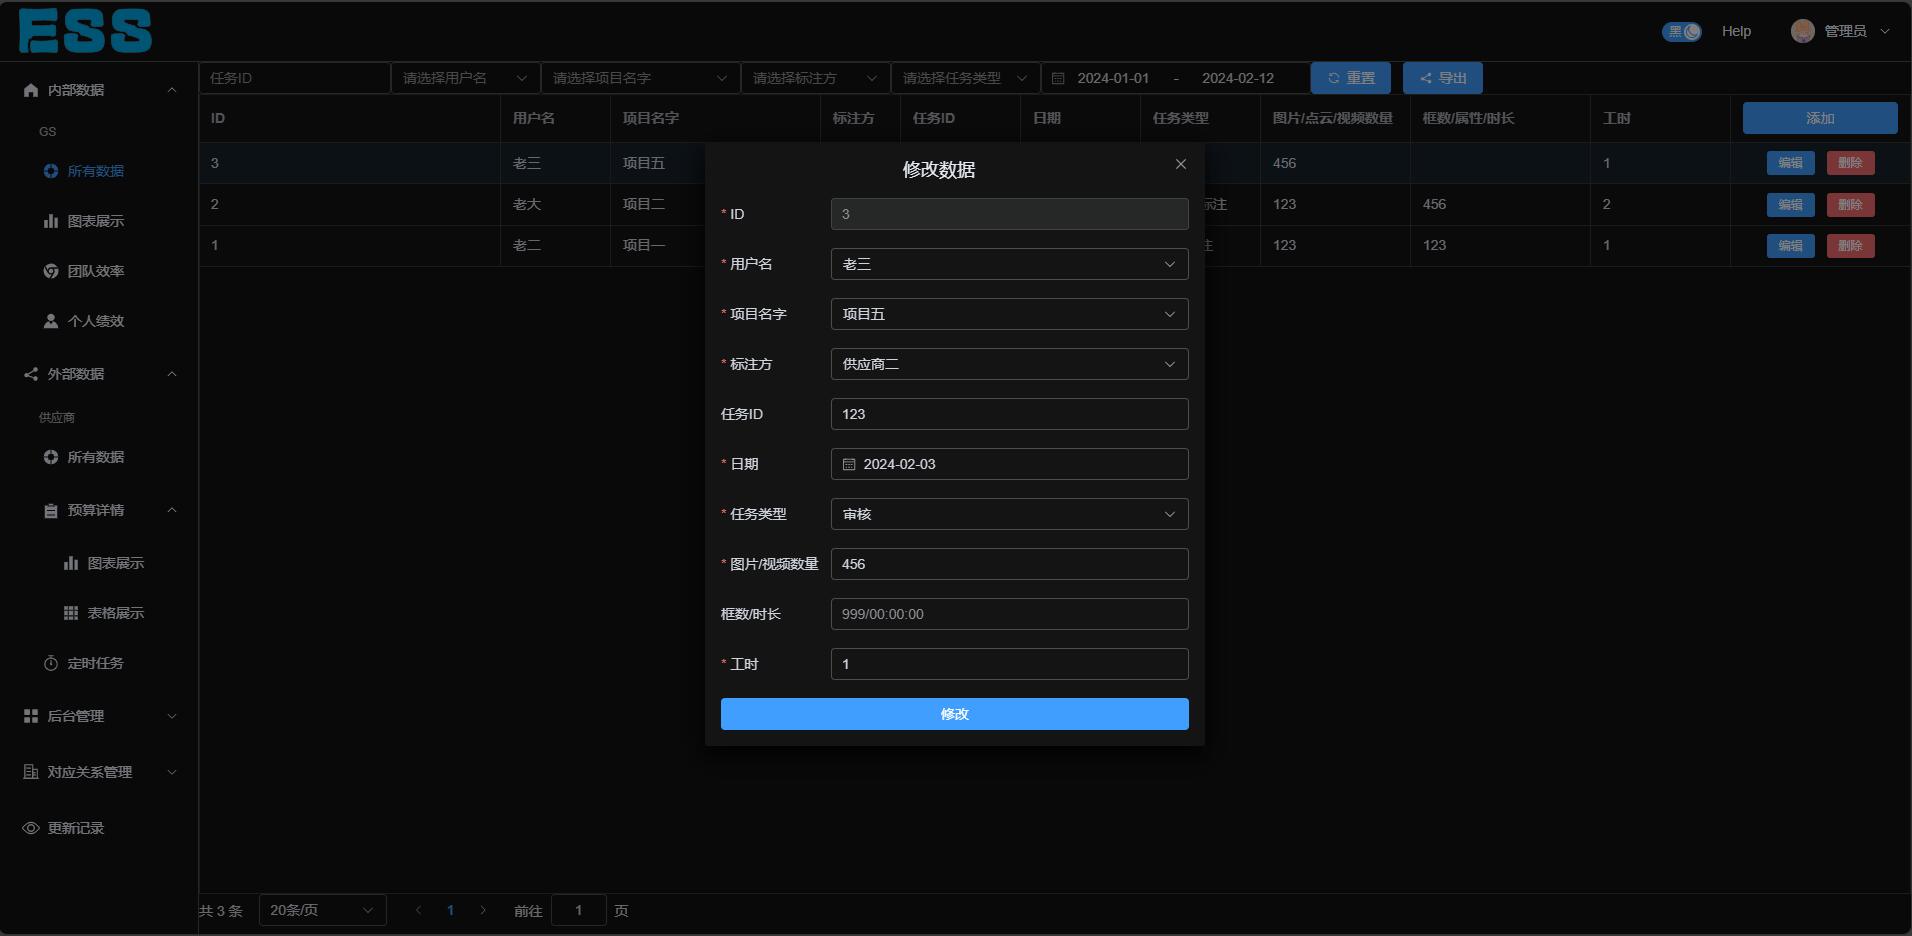 ESS
黑
Help
管理员
任务ID
请选择用户名
请选择项目名字
请选择标注方
请选择任务类型
2024-01-01 - 2024-02-12
重置
导出
内部数据
GS
所有数据
图表展示
团队效率
个人绩效
外部数据
供应商
所有数据
预算详情
图表展示
表格展示
定时任务
后台管理
对应关系管理
更新记录
ID 用户名 项目名字 标注方 任务ID 日期 任务类型 图片/点云/视频数量 框数/属性/时长 工时 添加
3 老三 项目五 456 1 编辑 删除
2 老大 项目二 标注 123 456 2 编辑 删除
1 老二 项目一 注 123 123 1 编辑 删除
修改数据
* ID 3
* 用户名 老三
* 项目名字 项目五
* 标注方 供应商二
任务ID 123
* 日期 2024-02-03
* 任务类型 审核
* 图片/视频数量 456
框数/时长 999/00:00:00
* 工时 1
修改
共 3 条 20条/页 1 前往 1 页